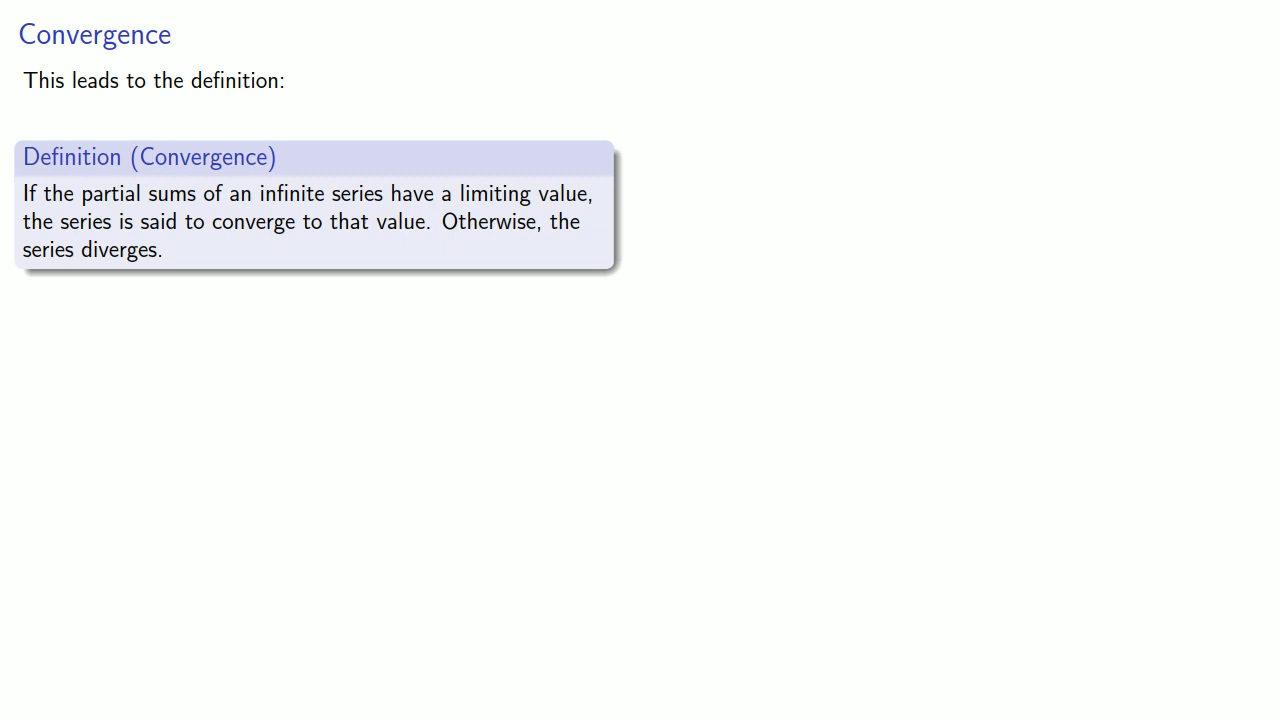 Convergence
This leads to the definition:
Definition (Convergence)
If the partial sums of an infinite series have a limiting value,
the series is said to converge to that value. Otherwise, the
series diverges.